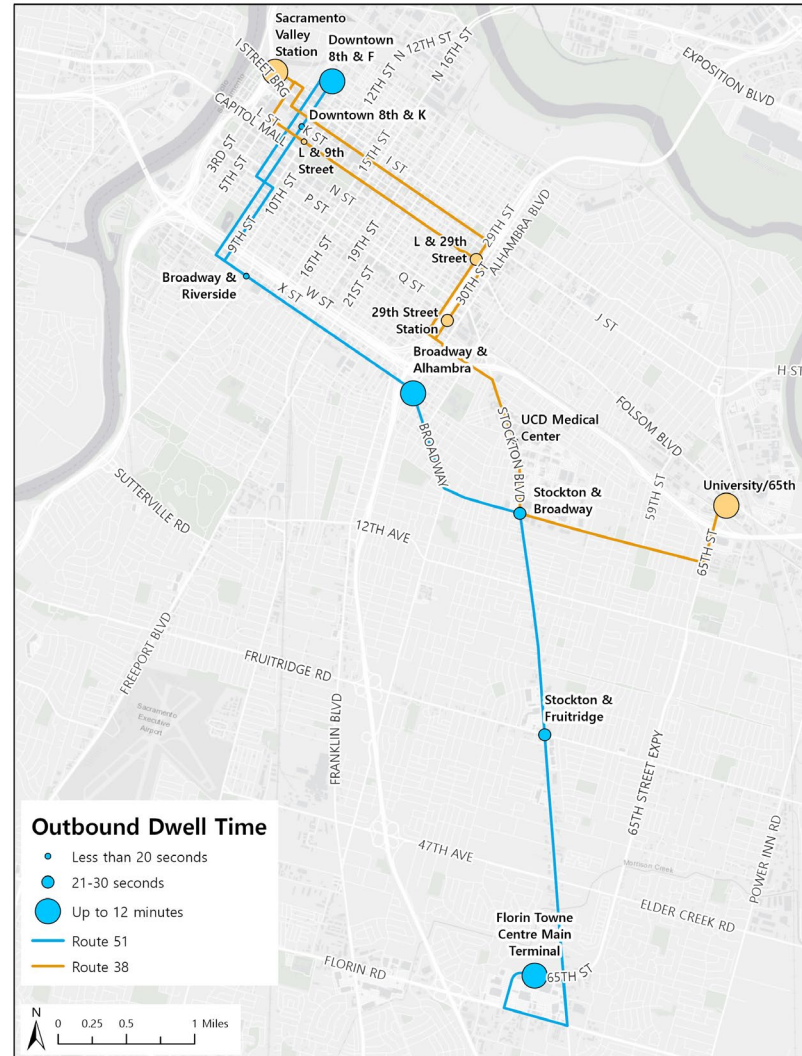 Sacramento
Valley
Station
Downtown
8th & F
N 12TH ST
N 16TH ST
12TH ST
EXPOSITION BLVD
I STREET BRG
CAPITOL MALL
L ST
Downtown 8th & K
K ST
L & 9th
Street
15TH ST
I ST
3RD ST
5TH ST
10TH ST
N ST
P ST
9TH ST
16TH ST
19TH ST
21ST ST
29TH ST
ALHAMBRA BLVD
L & 29th
Street
30TH ST
Q ST
Broadway &
Riverside
X ST
W ST
29th Street
Station
J ST
H ST
Broadway &
Alhambra
FOLSOM BLVD
STOCKTON BLVD
UCD Medical
Center
BROADWAY
SUTTERVILLE RD
University/65th
59TH ST
Stockton &
Broadway
12TH AVE
65TH ST
FREEPORT BLVD
FRUITRIDGE RD
Sacramento
Executive
Airport
FRANKLIN BLVD
Stockton &
Fruitridge
65TH STREET EXPY
POWER INN RD
47TH AVE
Morrison Creek
ELDER CREEK RD
Florin Towne
Centre Main
Terminal
FLORIN RD
65TH ST
Outbound Dwell Time
Less than 20 seconds
21-30 seconds
Up to 12 minutes
Route 51
Route 38
N
0 0.25 0.5 1 Miles